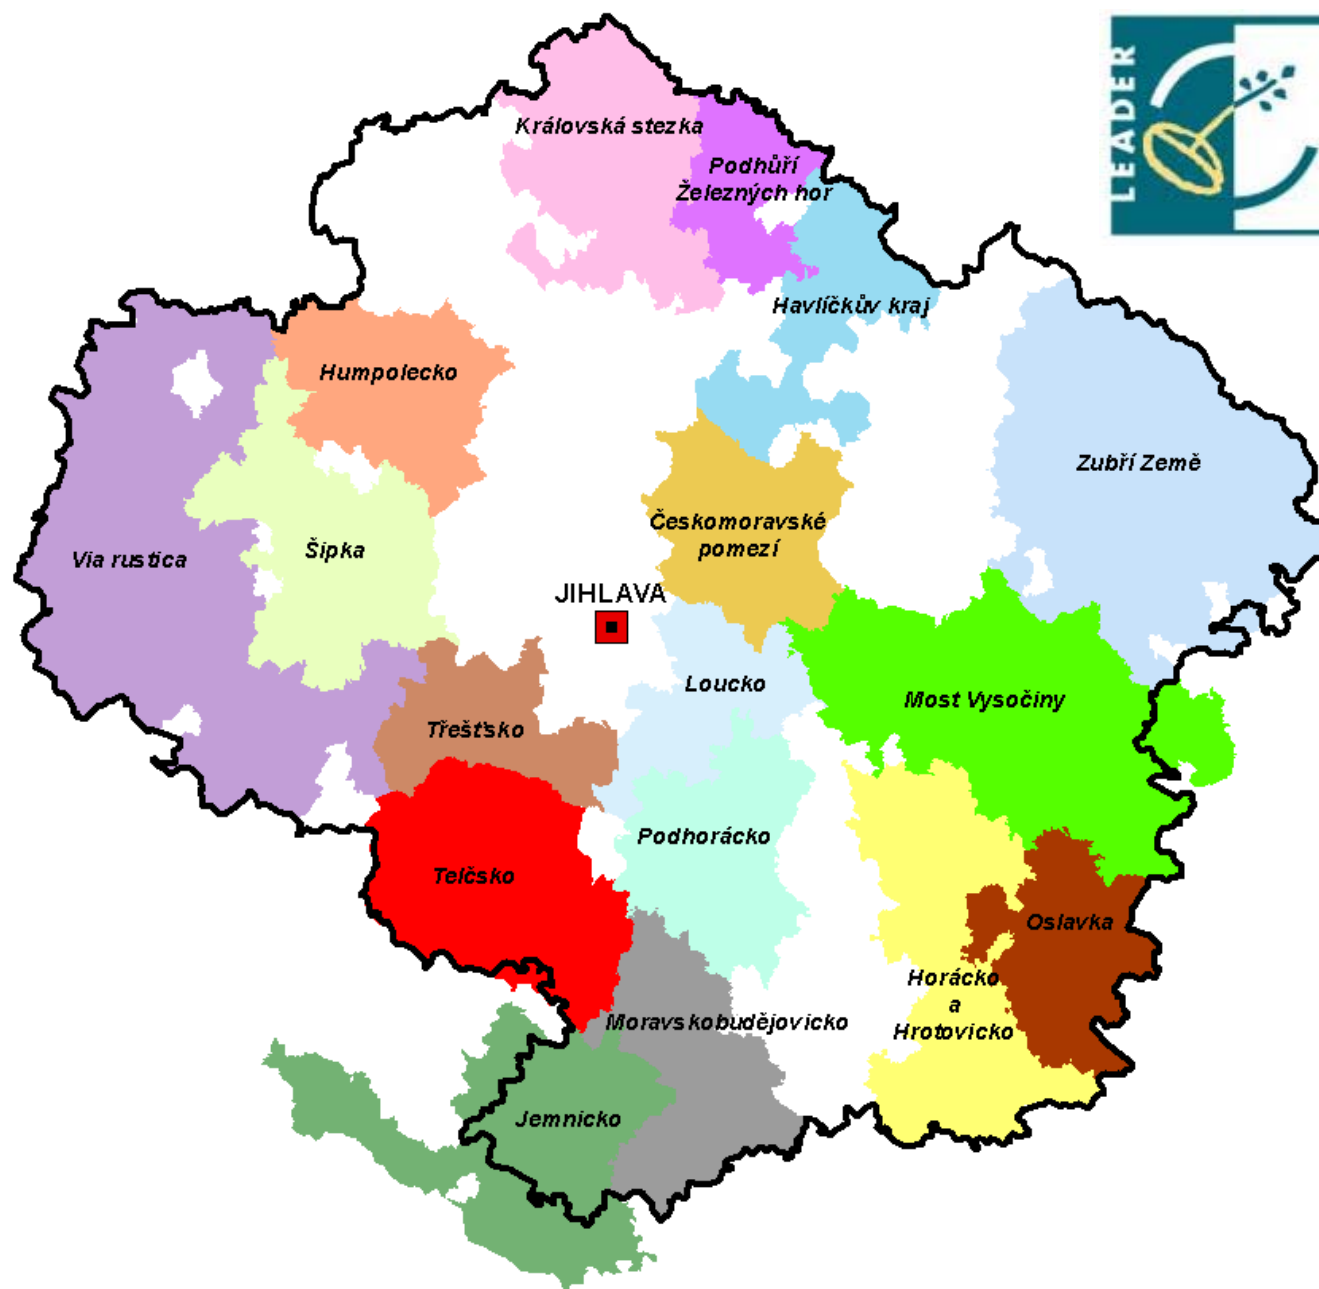 LEADER
Královská stezka
Podhůří
Železných hor
Havlíčkův kraj
Humpolecko
Zubří Země
Českomoravské
pomezí
Šipka
Via rustica
JIHLAVA
Loucko
Most Vysočiny
Třešťsko
Podhorácko
Telčsko
Oslavka
Horácko
a
Hrotovicko
Moravskobudějovicko
Jemnicko